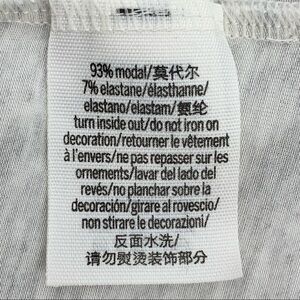 93% modal/莫代尔
7% elastane/élasthanne/
elastano/elastam/氨纶
turn inside out/do not iron on
decoration/retourner le vêtement
à l'envers/ne pas repasser sur les
ornements/lavar del lado del
revés/no planchar sobre la
decoración/girare al rovescio/
non stirare le decorazioni/
反面水洗/
请勿熨烫装饰部分